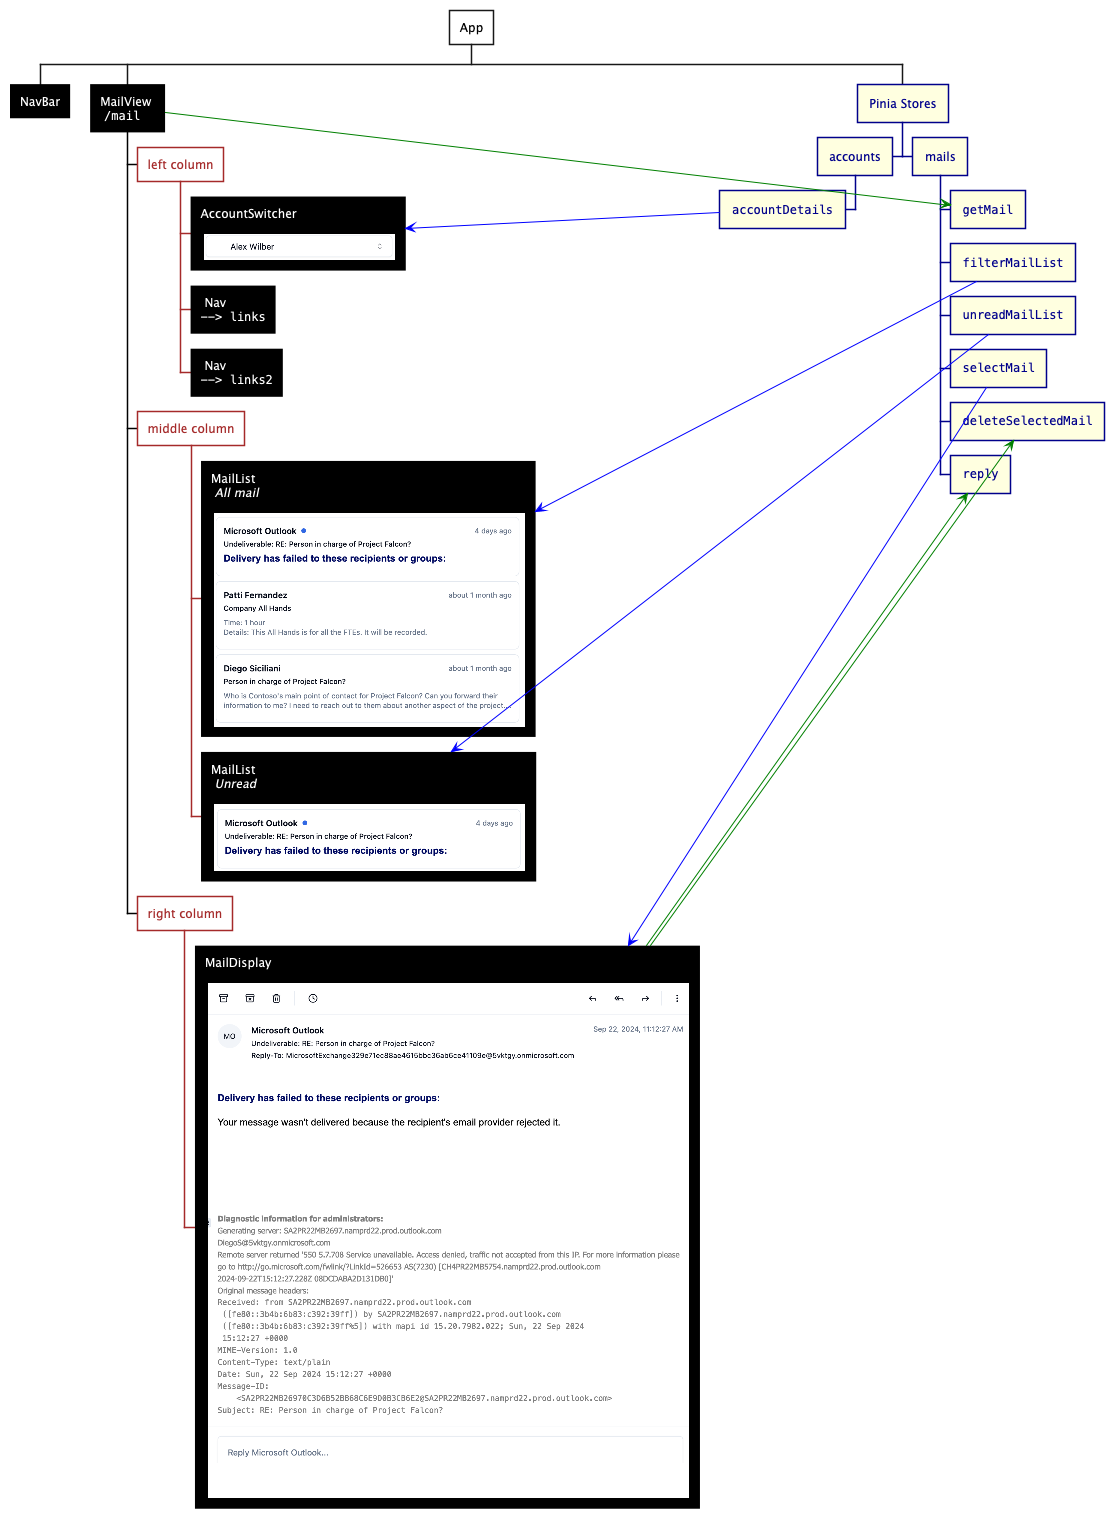 App
NavBar
MailView
/mail
Pinia Stores
accounts
mails
left column
accountDetails
getMail
AccountSwitcher
Alex Wilber
filterMailList
Nav
--> links
unreadMailList
Nav
--> links2
selectMail
middle column
deleteSelectedMail
reply
MailList
All mail
Microsoft Outlook 4 days ago
Undeliverable: RE: Person in charge of Project Falcon?
Delivery has failed to these recipients or groups:
Patti Fernandez about 1 month ago
Company All Hands
Time: 1 hour
Details: This All Hands is for all the FTEs. It will be recorded.
Diego Siciliani about 1 month ago
Person in charge of Project Falcon?
Who is Contoso's main point of contact for Project Falcon? Can you forward their
information to me? I need to reach out to them about another aspect of the project....
MailList
Unread
Microsoft Outlook 4 days ago
Undeliverable: RE: Person in charge of Project Falcon?
Delivery has failed to these recipients or groups:
right column
MailDisplay
MO
Microsoft Outlook Sep 22, 2024, 11:12:27 AM
Undeliverable: RE: Person in charge of Project Falcon?
Reply-To: MicrosoftExchange329e71ec88ae4615bbc36ab6ce41109e@5vktgy.onmicrosoft.com
Delivery has failed to these recipients or groups:
Your message wasn't delivered because the recipient's email provider rejected it.
Diagnostic information for administrators:
Generating server: SA2PR22MB2697.namprd22.prod.outlook.com
DiegoS@5vktgy.onmicrosoft.com
Remote server returned '550 5.7.708 Service unavailable. Access denied, traffic not accepted from this IP. For more information please
go to http://go.microsoft.com/fwlink/?LinkId=526653 AS(7230) [CH4PR22MB5754.namprd22.prod.outlook.com
2024-09-22T15:12:27.228Z 08DCDABA2D131DB0]'
Original message headers:
Received: from SA2PR22MB2697.namprd22.prod.outlook.com
([fe80::3b4b:6b83:c392:39ff]) by SA2PR22MB2697.namprd22.prod.outlook.com
([fe80::3b4b:6b83:c392:39ff%5]) with mapi id 15.20.7982.022; Sun, 22 Sep 2024
15:12:27 +0000
MIME-Version: 1.0
Content-Type: text/plain
Date: Sun, 22 Sep 2024 15:12:27 +0000
Message-ID:
<SA2PR22MB26970C3D6B52BB68C6E9D0B3CB6E2@SA2PR22MB2697.namprd22.prod.outlook.com>
Subject: RE: Person in charge of Project Falcon?
Reply Microsoft Outlook...